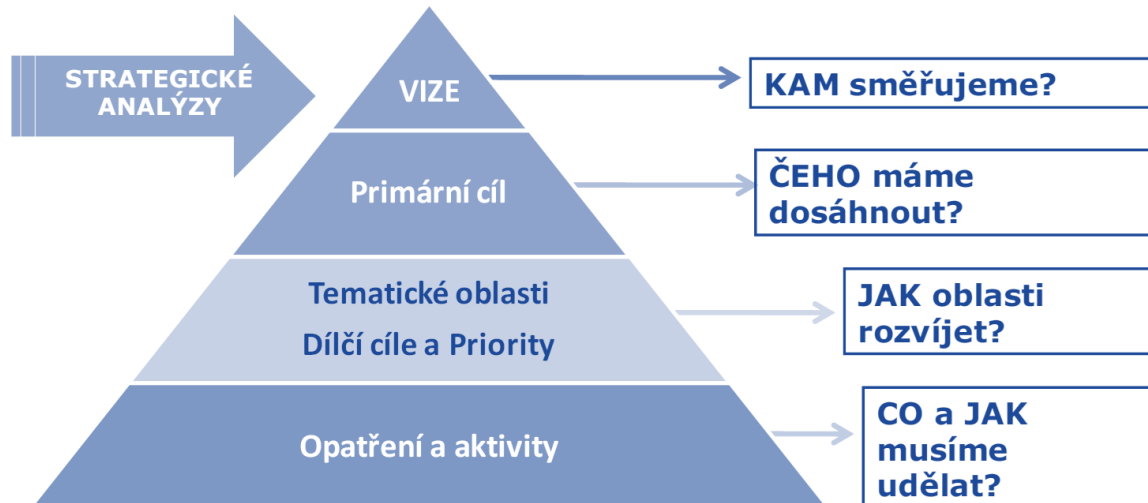 STRATEGICKÉ
ANALÝZY
VIZE
KAM směřujeme?
Primární cíl
ČEHO máme
dosáhnout?
Tematické oblasti
Dílčí cíle a Priority
JAK oblasti
rozvíjet?
Opatření a aktivity
CO a JAK
musíme
udělat?